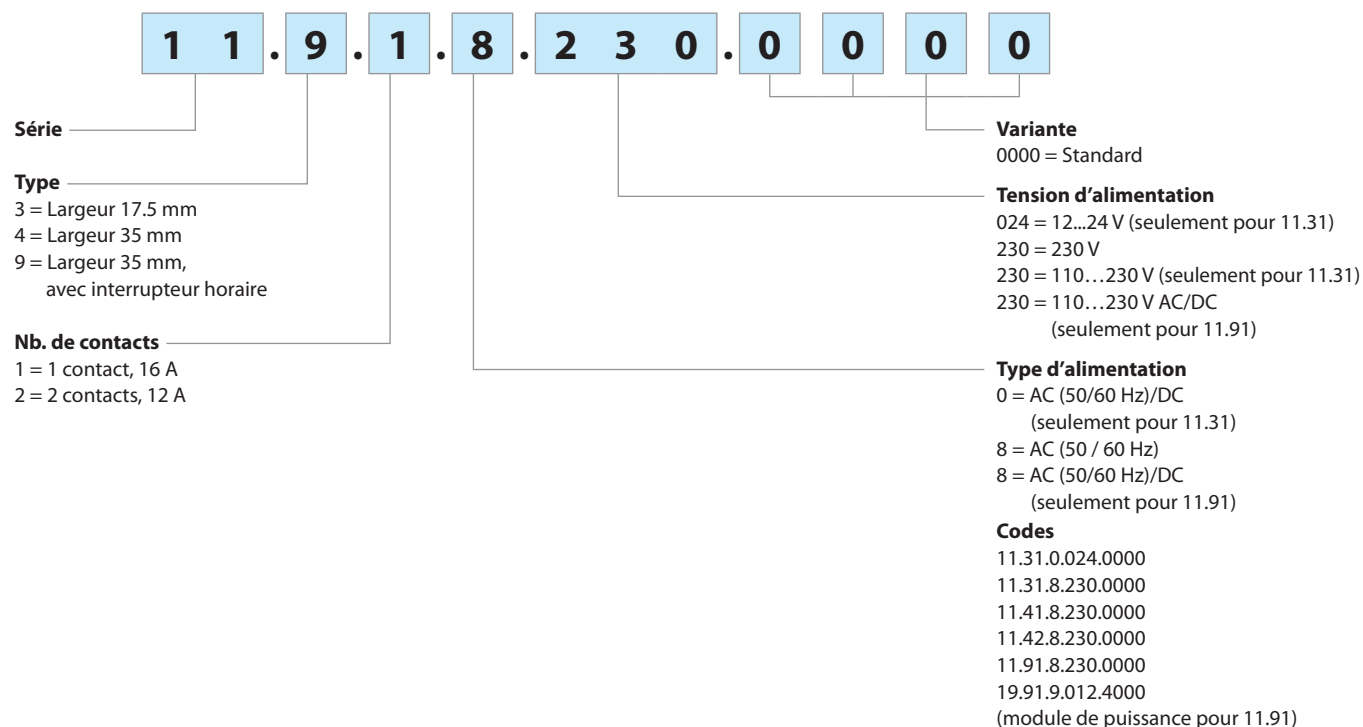 1 1 . 9 . 1 . 8 . 2 3 0 . 0 0 0 0
Série
Type
3 = Largeur 17.5 mm
4 = Largeur 35 mm
9 = Largeur 35 mm,
avec interrupteur horaire
Nb. de contacts
1 = 1 contact, 16 A
2 = 2 contacts, 12 A
Variante
0000 = Standard
Tension d’alimentation
024 = 12...24 V (seulement pour 11.31)
230 = 230 V
230 = 110…230 V (seulement pour 11.31)
230 = 110…230 V AC/DC
(seulement pour 11.91)
Type d’alimentation
0 = AC (50/60 Hz)/DC
(seulement pour 11.31)
8 = AC (50 / 60 Hz)
8 = AC (50/60 Hz)/DC
(seulement pour 11.91)
Codes
11.31.0.024.0000
11.31.8.230.0000
11.41.8.230.0000
11.42.8.230.0000
11.91.8.230.0000
19.91.9.012.4000
(module de puissance pour 11.91)